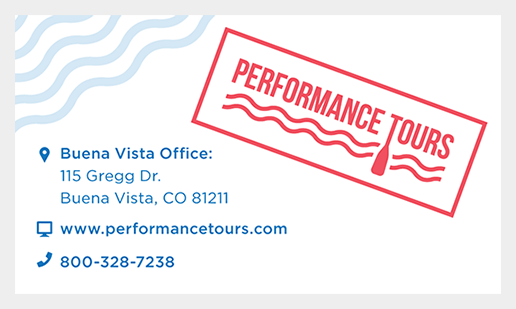 PERFORMANCE TOURS
Buena Vista Office:
115 Gregg Dr.
Buena Vista, CO 81211
www.performancetours.com
800-328-7238